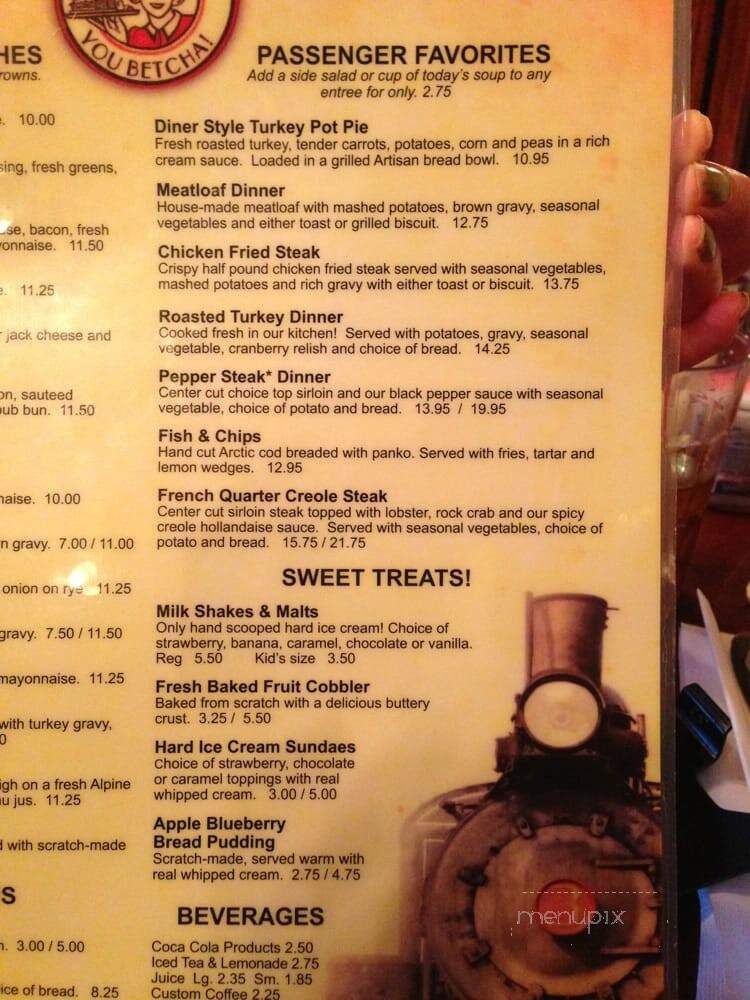 YOU BETCHA!
HES
rowns.
10.00
sing, fresh greens,
se, bacon, fresh
yonnaise. 11.50
e. 11.25
r jack cheese and
on, sauteed
ub bun. 11.50
naise. 10.00
n gravy. 7.00 / 11.00
onion on rye 11.25
gravy. 7.50 / 11.50
mayonnaise. 11.25
with turkey gravy,
0
igh on a fresh Alpine
au jus. 11.25
d with scratch-made
S
n. 3.00 / 5.00
ice of bread. 8.25
PASSENGER FAVORITES
Add a side salad or cup of today's soup to any
entree for only. 2.75
Diner Style Turkey Pot Pie
Fresh roasted turkey, tender carrots, potatoes, corn and peas in a rich
cream sauce. Loaded in a grilled Artisan bread bowl. 10.95
Meatloaf Dinner
House-made meatloaf with mashed potatoes, brown gravy, seasonal
vegetables and either toast or grilled biscuit. 12.75
Chicken Fried Steak
Crispy half pound chicken fried steak served with seasonal vegetables,
mashed potatoes and rich gravy with either toast or biscuit. 13.75
Roasted Turkey Dinner
Cooked fresh in our kitchen! Served with potatoes, gravy, seasonal
vegetable, cranberry relish and choice of bread. 14.25
Pepper Steak* Dinner
Center cut choice top sirloin and our black pepper sauce with seasonal
vegetable, choice of potato and bread. 13.95 / 19.95
Fish & Chips
Hand cut Arctic cod breaded with panko. Served with fries, tartar and
lemon wedges. 12.95
French Quarter Creole Steak
Center cut sirloin steak topped with lobster, rock crab and our spicy
creole hollandaise sauce. Served with seasonal vegetables, choice of
potato and bread. 15.75 / 21.75
SWEET TREATS!
Milk Shakes & Malts
Only hand scooped hard ice cream! Choice of
strawberry, banana, caramel, chocolate or vanilla.
Reg 5.50 Kid's size 3.50
Fresh Baked Fruit Cobbler
Baked from scratch with a delicious buttery
crust. 3.25 / 5.50
Hard Ice Cream Sundaes
Choice of strawberry, chocolate
or caramel toppings with real
whipped cream. 3.00 / 5.00
Apple Blueberry
Bread Pudding
Scratch-made, served warm with
real whipped cream. 2.75 / 4.75
BEVERAGES
Coca Cola Products 2.50
Iced Tea & Lemonade 2.75
Juice Lg. 2.35 Sm. 1.85
Custom Coffee 2.25
menupix